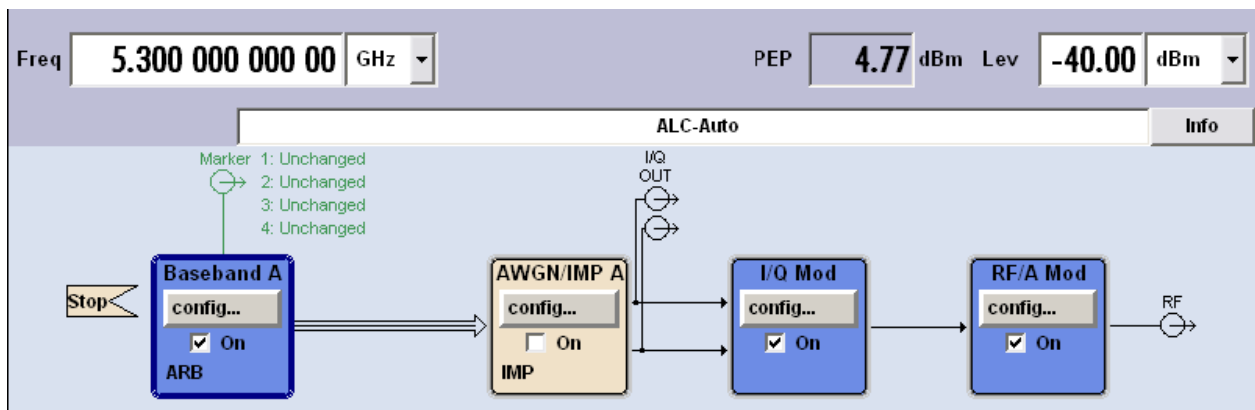 Freq 5.300 000 000 00 GHz PEP 4.77 dBm Lev -40.00 dBm
ALC-Auto Info
Marker 1: Unchanged
2: Unchanged
3: Unchanged
4: Unchanged
I/Q
OUT
Baseband A AWGN/IMP A I/Q Mod RF/A Mod
Stop config... config... config... config... RF
On On On On
ARB IMP